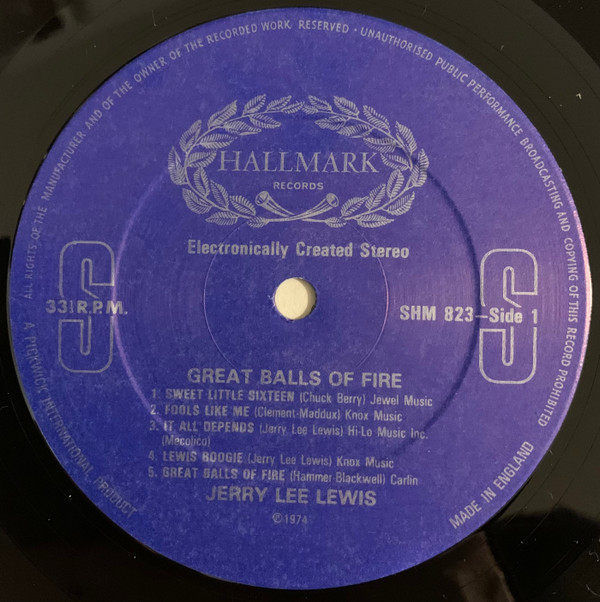 ALL RIGHTS OF THE MANUFACTURER AND OF THE OWNER OF THE RECORDED WORK RESERVED · UNAUTHORISED PUBLIC PERFORMANCE BROADCASTING AND COPYING OF THIS RECORD PROHIBITED
HALLMARK
RECORDS
Electronically Created Stereo
S
S
33⅓ R.P.M.
SHM 823–Side 1
GREAT BALLS OF FIRE
1. SWEET LITTLE SIXTEEN (Chuck Berry) Jewel Music
2. FOOLS LIKE ME (Clement-Maddux) Knox Music
3. IT ALL DEPENDS (Jerry Lee Lewis) Hi-Lo Music Inc.
(Mecolico)
4. LEWIS BOOGIE (Jerry Lee Lewis) Knox Music
5. GREAT BALLS OF FIRE (Hammer-Blackwell) Carlin
JERRY LEE LEWIS
℗1974
A PICKWICK INTERNATIONAL PRODUCT
MADE IN ENGLAND